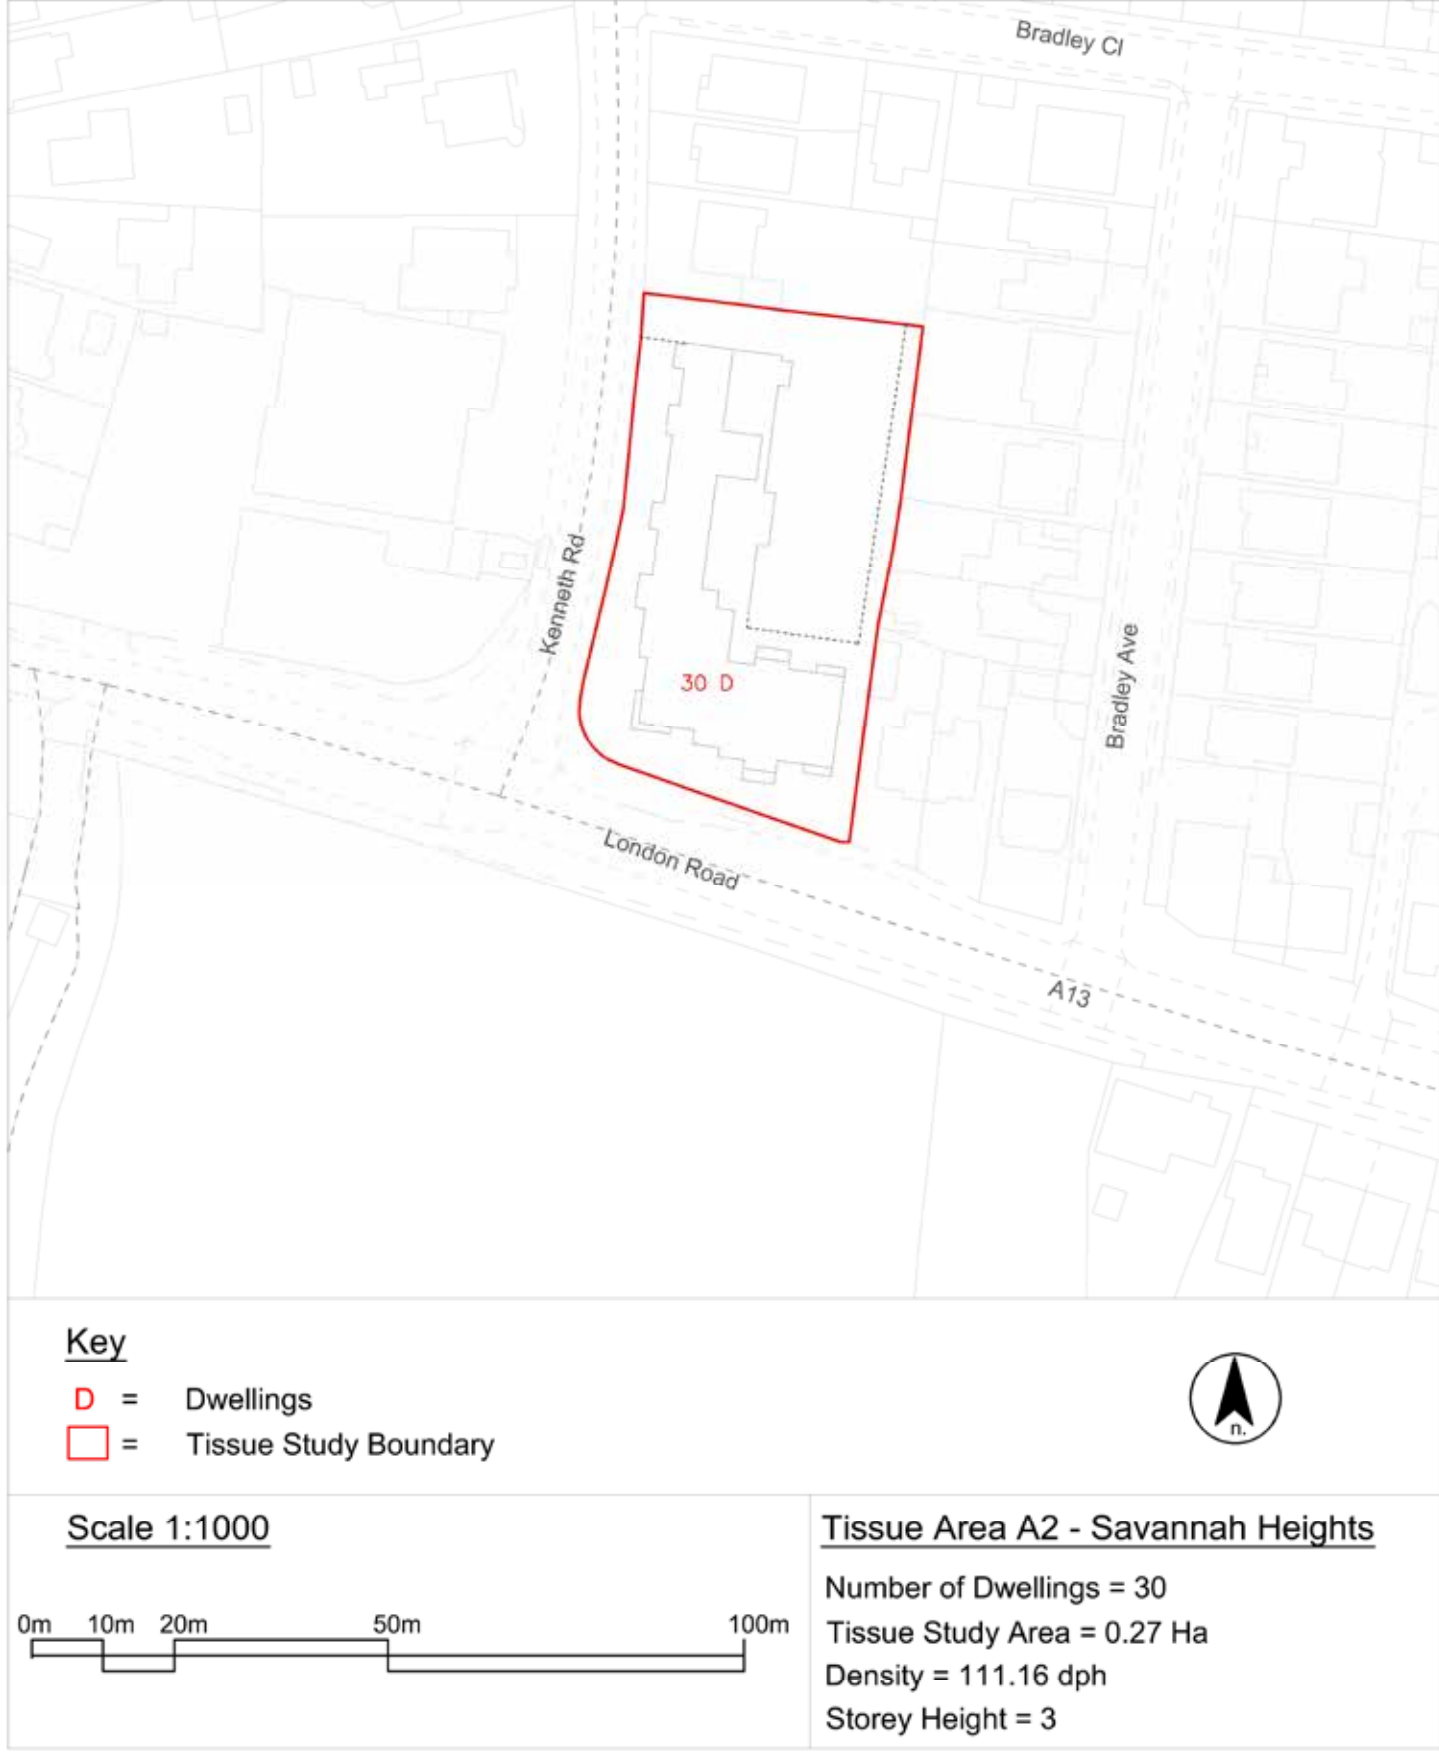 Bradley Cl
Kenneth Rd
30 D
Bradley Ave
London Road
A13
Key
D = Dwellings
= Tissue Study Boundary
n.
Scale 1:1000
0m 10m 20m 50m 100m
Tissue Area A2 - Savannah Heights
Number of Dwellings = 30
Tissue Study Area = 0.27 Ha
Density = 111.16 dph
Storey Height = 3